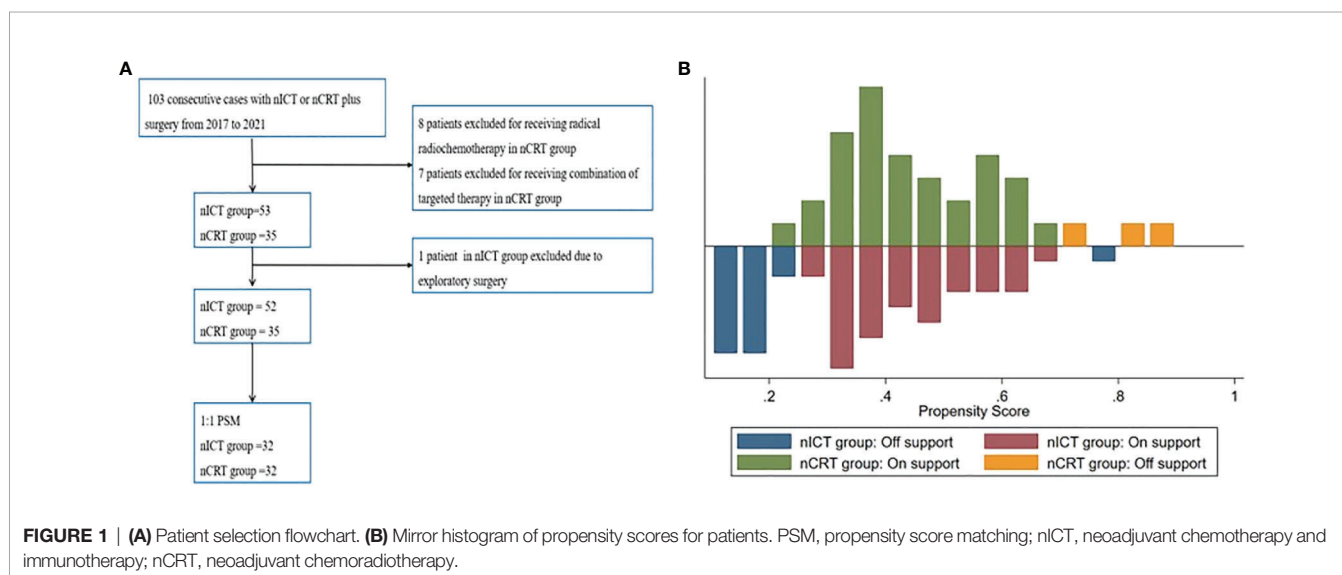 A
103 consecutive cases with nICT or nCRT plus
surgery from 2017 to 2021
8 patients excluded for receiving radical
radiochemotherapy in nCRT group
7 patients excluded for receiving combination of
targeted therapy in nCRT group
nICT group=53
nCRT group =35
1 patient in nICT group excluded due to
exploratory surgery
nICT group = 52
nCRT group = 35
1:1 PSM
nICT group =32
nCRT group =32
B
.2 .4 .6 .8 1
Propensity Score
nICT group: Off support nICT group: On support
nCRT group: On support nCRT group: Off support
FIGURE 1 | (A) Patient selection flowchart. (B) Mirror histogram of propensity scores for patients. PSM, propensity score matching; nICT, neoadjuvant chemotherapy and
immunotherapy; nCRT, neoadjuvant chemoradiotherapy.